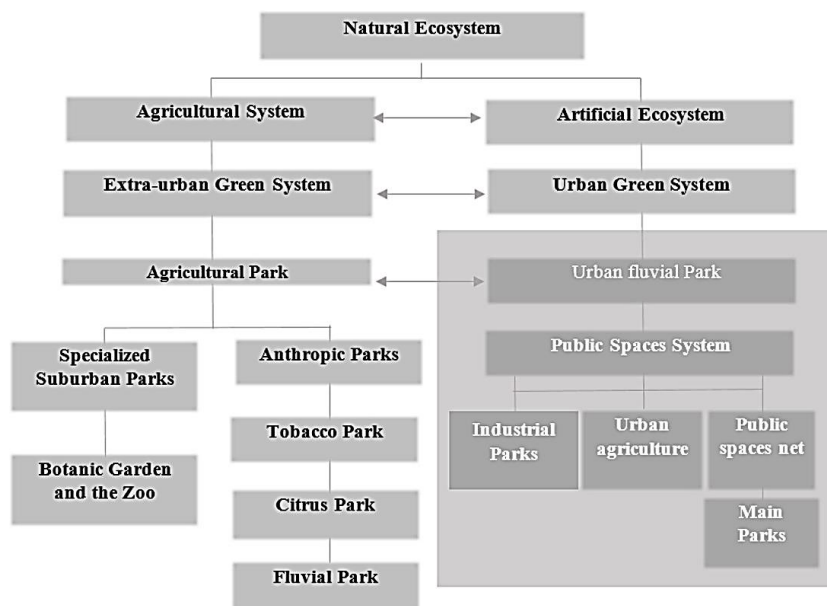 Natural Ecosystem
Agricultural System
Artificial Ecosystem
Extra-urban Green System
Urban Green System
Agricultural Park
Urban fluvial Park
Specialized
Suburban Parks
Anthropic Parks
Public Spaces System
Tobacco Park
Industrial
Parks
Urban
agriculture
Public
spaces net
Botanic Garden
and the Zoo
Citrus Park
Main
Parks
Fluvial Park